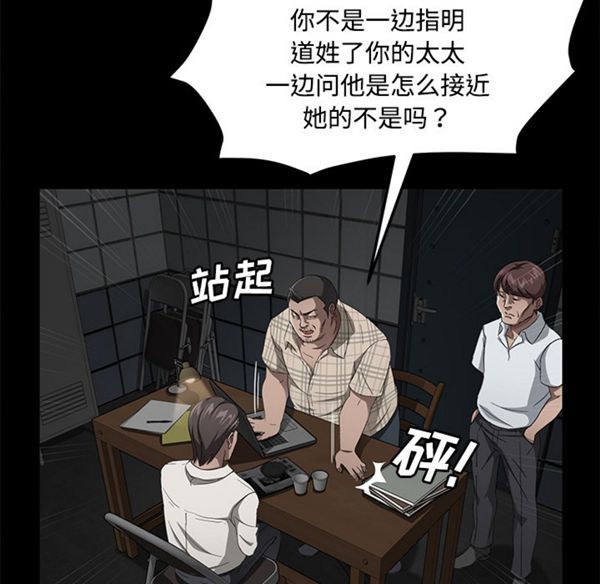 你不是一边指明
道姓了你的太太
一边问他是怎么接近
她的不是吗？
站起
砰!